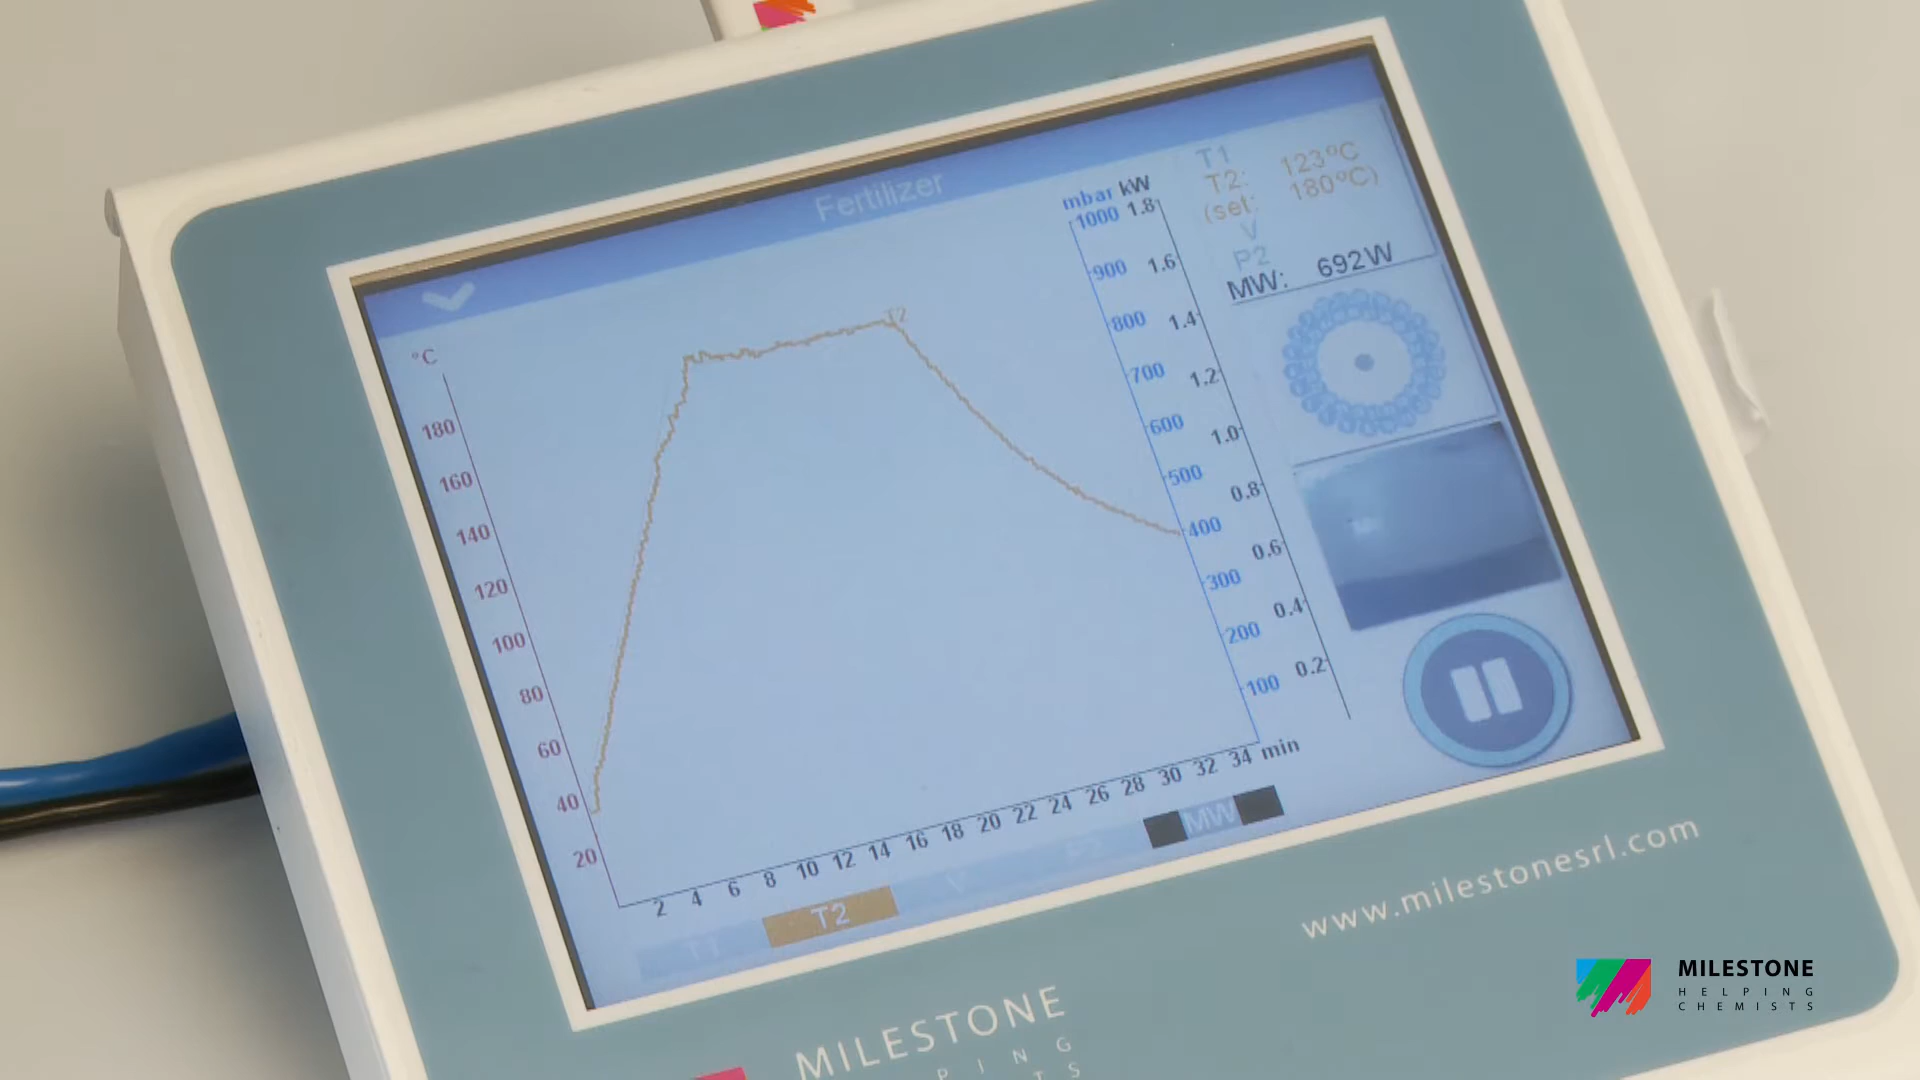 Fertilizer
T1
T2: 123°C
(set: 180°C)
V
P2
MW: 692W
°C
180
160
140
120
100
80
60
40
20
mbar kW
1000 1.8
900 1.6
800 1.4
700 1.2
600 1.0
500 0.8
400 0.6
300 0.4
200 0.2
100
T2
2 4 6 8 10 12 14 16 18 20 22 24 26 28 30 32 34 min
T1 T2 V P2 MW
www.milestonesrl.com
MILESTONE
P I N G
T S
MILESTONE
HELPING
CHEMISTS